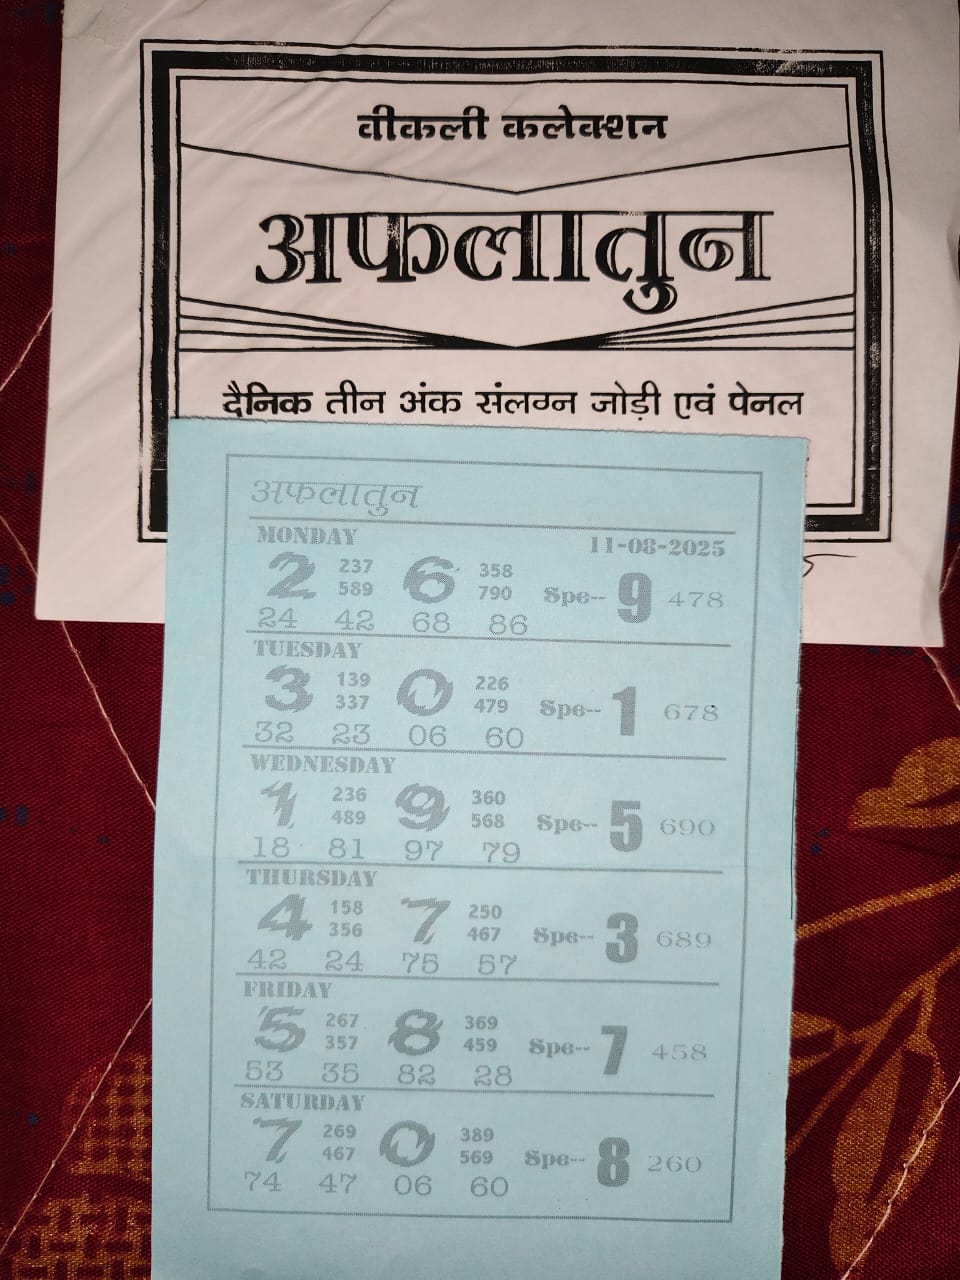 वीकली कलेक्शन
अफलातुन
दैनिक तीन अंक संलग्न जोड़ी एवं पेनल
अफलातुन
MONDAY 11-08-2025
2 237 589 6 358 790 Spe-- 9 478
24 42 68 86
TUESDAY
3 139 337 0 226 479 Spe-- 1 678
32 23 06 60
WEDNESDAY
1 236 489 9 360 568 Spe-- 5 690
18 81 97 79
THURSDAY
4 158 356 7 250 467 Spe-- 3 689
42 24 75 57
FRIDAY
5 267 357 8 369 459 Spe-- 7 458
53 35 82 28
SATURDAY
7 269 467 0 389 569 Spe-- 8 260
74 47 06 60